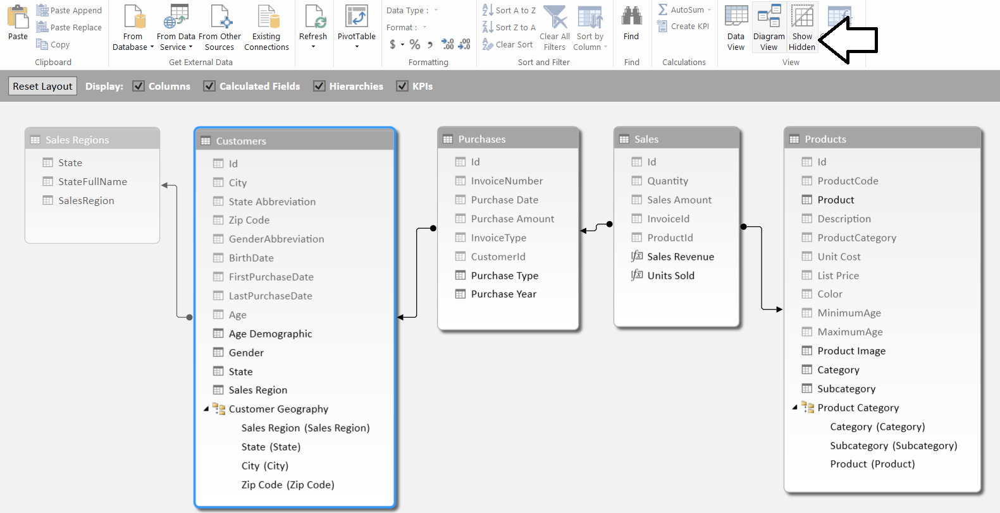 Paste
Paste Append
Paste Replace
Copy
Clipboard
From Database
From Data Service
From Other Sources
Existing Connections
Get External Data
Refresh
PivotTable
Data Type :
Format :
$ % ,
.00
.00
Formatting
Sort A to Z
Sort Z to A
Clear Sort
Clear All Filters
Sort by Column
Sort and Filter
Find
Find
AutoSum
Create KPI
Calculations
Data View
Diagram View
Show Hidden
View
Reset Layout Display: Columns Calculated Fields Hierarchies KPIs
Sales Regions
State
StateFullName
SalesRegion
Customers
Id
City
State Abbreviation
Zip Code
GenderAbbreviation
BirthDate
FirstPurchaseDate
LastPurchaseDate
Age
Age Demographic
Gender
State
Sales Region
Customer Geography
Sales Region (Sales Region)
State (State)
City (City)
Zip Code (Zip Code)
Purchases
Id
InvoiceNumber
Purchase Date
Purchase Amount
InvoiceType
CustomerId
Purchase Type
Purchase Year
Sales
Id
Quantity
Sales Amount
InvoiceId
ProductId
Sales Revenue
Units Sold
Products
Id
ProductCode
Product
Description
ProductCategory
Unit Cost
List Price
Color
MinimumAge
MaximumAge
Product Image
Category
Subcategory
Product Category
Category (Category)
Subcategory (Subcategory)
Product (Product)